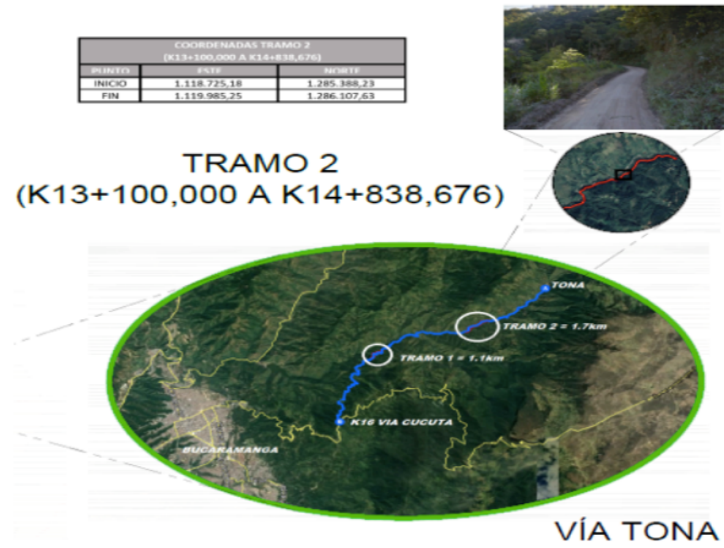 COORDENADAS TRAMO 2
(K13+100,000 A K14+838,676)
PUNTO ESTE NORTE
INICIO 1.118.725,18 1.285.388,23
FIN 1.119.985,25 1.286.107,63
TRAMO 2
(K13+100,000 A K14+838,676)
TONA
TRAMO 2 = 1.7km
TRAMO 1 = 1.1km
K16 VIA CUCUTA
BUCARAMANGA
VÍA TONA